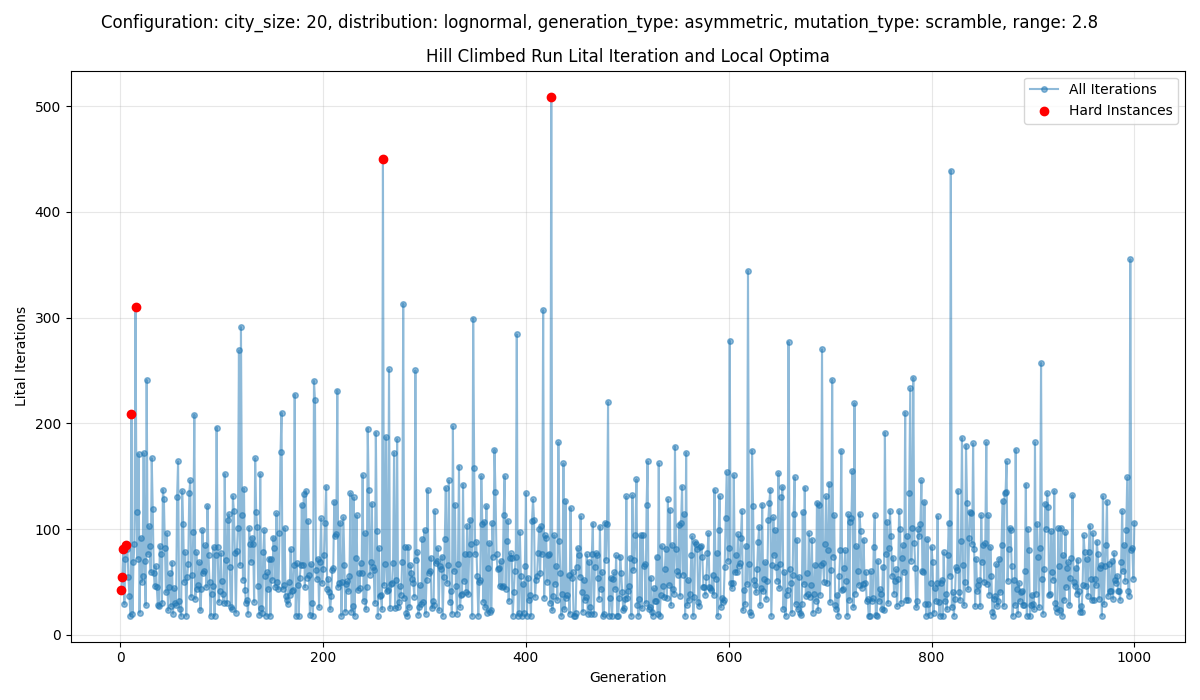 Configuration: city_size: 20, distribution: lognormal, generation_type: asymmetric, mutation_type: scramble, range: 2.8
Hill Climbed Run Lital Iteration and Local Optima
All Iterations
Hard Instances
Lital Iterations
500
400
300
200
100
0
0 200 400 600 800 1000
Generation